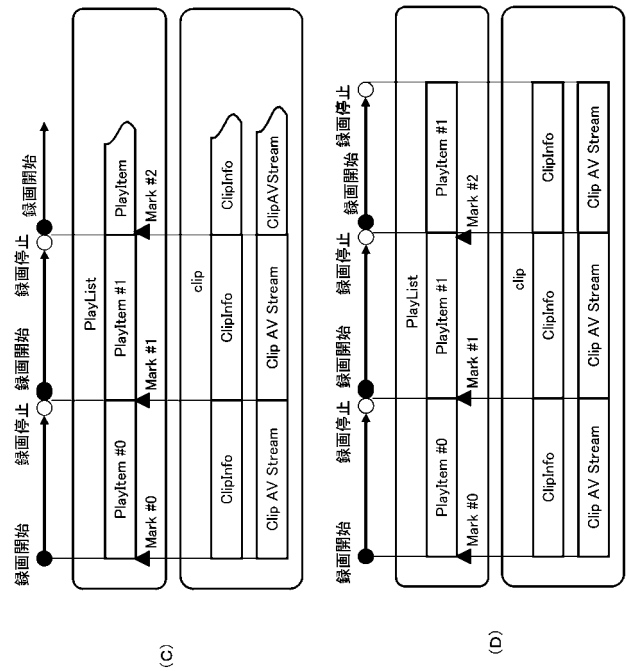 録画開始 録画停止 録画開始 録画停止 録画開始
PlayList
PlayItem #0 PlayItem #1 PlayItem
Mark #0 Mark #1 Mark #2
clip
ClipInfo ClipInfo ClipInfo
Clip AV Stream Clip AV Stream ClipAVStream
(C)
録画開始 録画停止 録画開始 録画停止 録画開始 録画停止
PlayList
PlayItem #0 PlayItem #1 PlayItem #1
Mark #0 Mark #1 Mark #2
clip
ClipInfo ClipInfo ClipInfo
Clip AV Stream Clip AV Stream Clip AV Stream
(D)